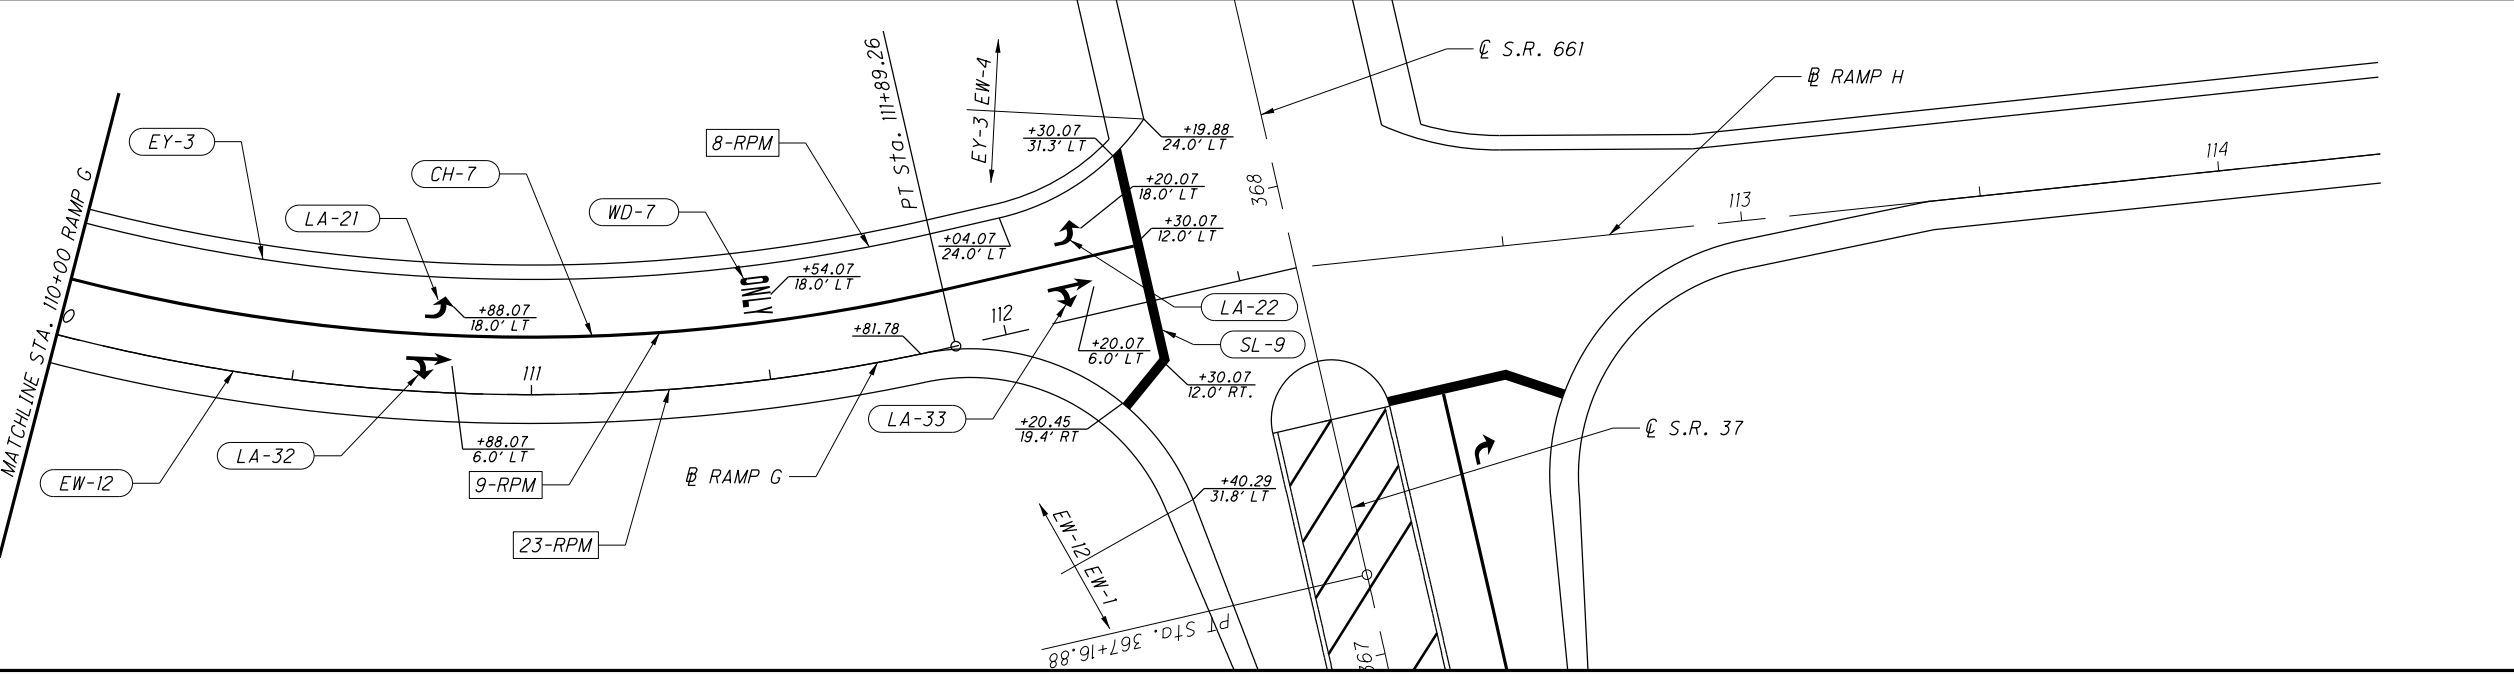 ℄ S.R. 661
℄ RAMP H
PT Sta. 111+89.26
EY-3 EW-4
EY-3
8-RPM
+30.07
31.3' LT
+19.88
24.0' LT
CH-7
114
LA-21
WD-7
+20.07
18.0' LT
368
113
+04.07
24.0' LT
+30.07
12.0' LT
MATCHLINE STA. 110+00 RAMP G
0
ONLY
+54.07
18.0' LT
+88.07
18.0' LT
LA-22
112
+81.78
+20.07
6.0' LT
SL-9
111
+30.07
12.0' RT.
LA-33
+20.45
19.4' RT
℄ S.R. 37
+88.07
6.0' LT
LA-32
EW-12
9-RPM
RAMP G
+40.29
31.8' LT
23-RPM
EW-12 EW-1
PT Sta. 367+16.88
367